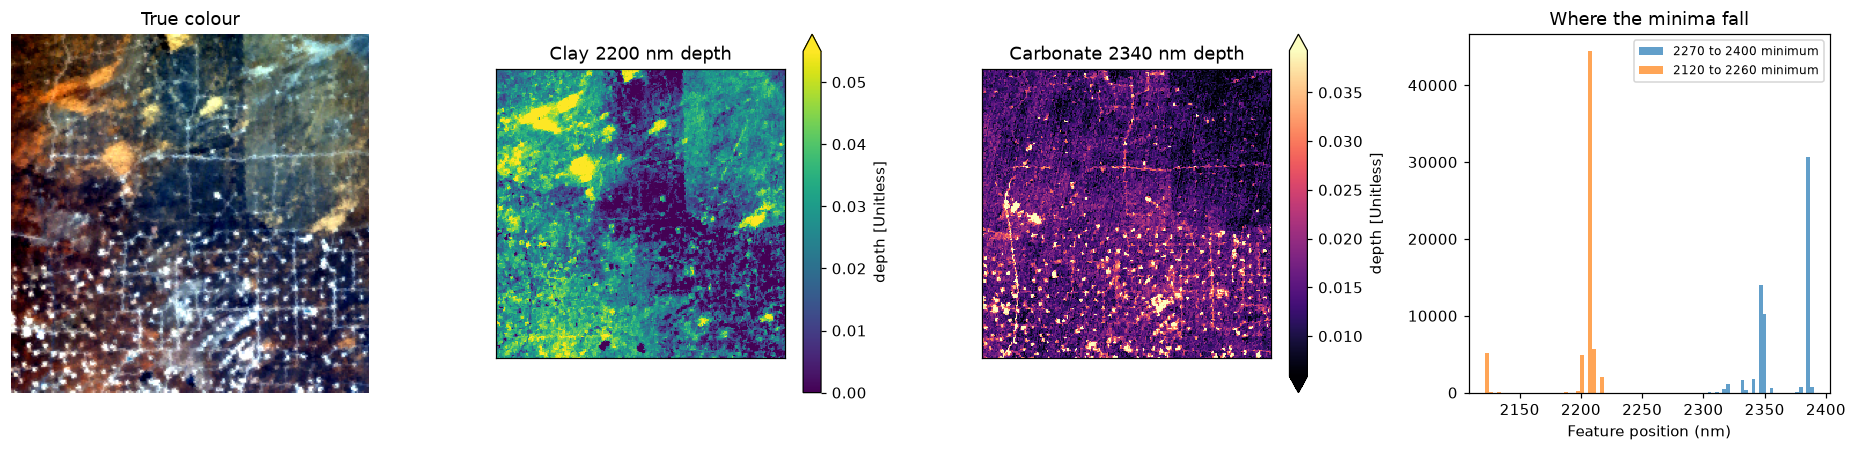 True colour
Clay 2200 nm depth
0.05
0.04
0.03
0.02
0.01
0.00
depth [Unitless]
Carbonate 2340 nm depth
0.035
0.030
0.025
0.020
0.015
0.010
depth [Unitless]
Where the minima fall
2270 to 2400 minimum
2120 to 2260 minimum
40000
30000
20000
10000
0
2150 2200 2250 2300 2350 2400
Feature position (nm)